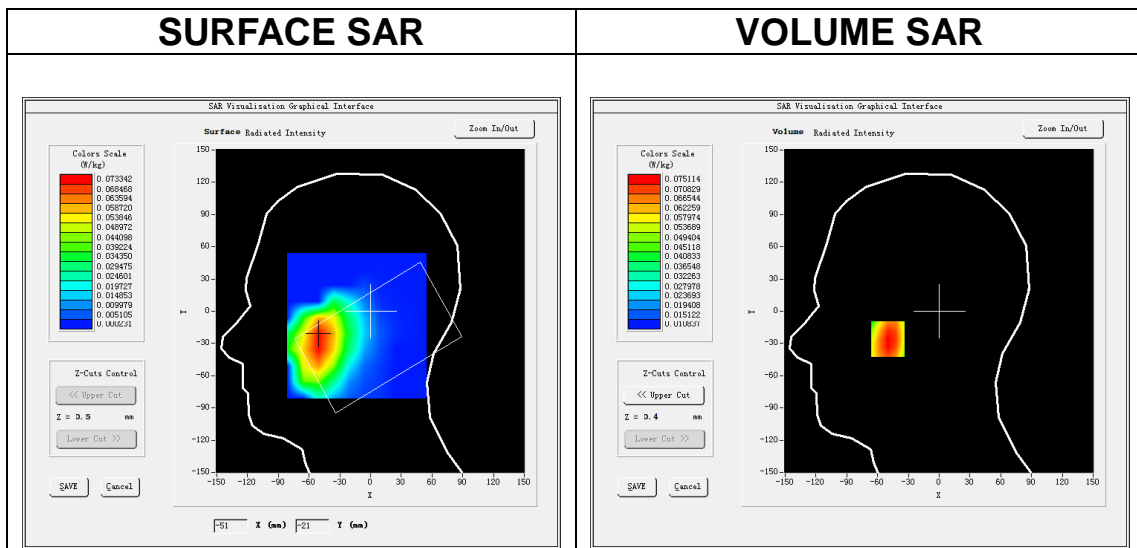 SURFACE SAR
VOLUME SAR
SAR Visualisation Graphical Interface
Surface Radiated Intensity
Zoom In/Out
Colors Scale
(W/kg)
0.073342
0.068468
0.063594
0.058720
0.053846
0.048972
0.044098
0.039224
0.034350
0.029475
0.024601
0.019727
0.014853
0.009979
0.005105
0.000231
150
120
90
60
30
0
-30
-60
-90
-120
-150
Y
-150 -120 -90 -60 -30 0 30 60 90 120 150
X
Z-Cuts Control
<< Upper Cut
Z = 0.5 mm
Lower Cut >>
SAVE Cancel
-51 X (mm) -21 Y (mm)
SAR Visualisation Graphical Interface
Volume Radiated Intensity
Zoom In/Out
Colors Scale
(W/kg)
0.075114
0.070829
0.066544
0.062259
0.057974
0.053689
0.049404
0.045118
0.040833
0.036548
0.032263
0.027978
0.023693
0.019408
0.015122
0.010837
150
120
90
60
30
0
-30
-60
-90
-120
-150
Y
-150 -120 -90 -60 -30 0 30 60 90 120 150
X
Z-Cuts Control
<< Upper Cut
Z = 0.4 mm
Lower Cut >>
SAVE Cancel